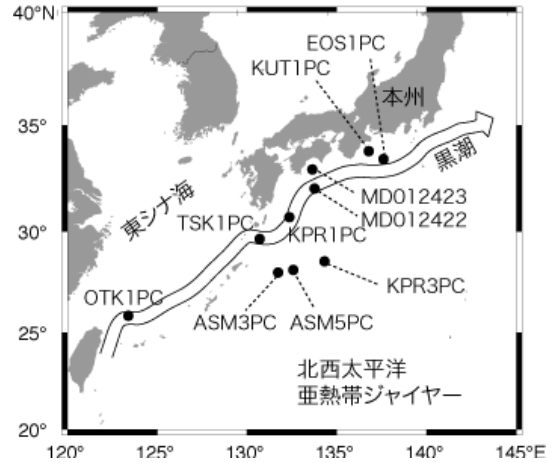 40°N
EOS1PC
KUT1PC
本州
35°
黒潮
東シナ海
MD012423
TSK1PC
KPR1PC
MD012422
30°
KPR3PC
OTK1PC
ASM3PC
ASM5PC
25°
北西太平洋
亜熱帯ジャイヤー
20°
120°
125°
130°
135°
140°
145°E